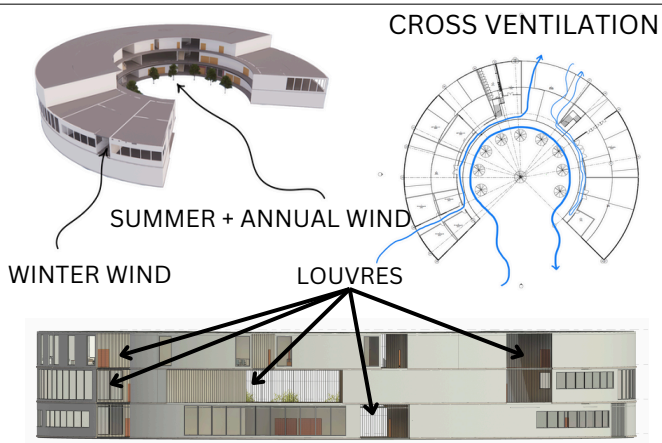 CROSS VENTILATION
SUMMER + ANNUAL WIND
WINTER WIND
LOUVRES